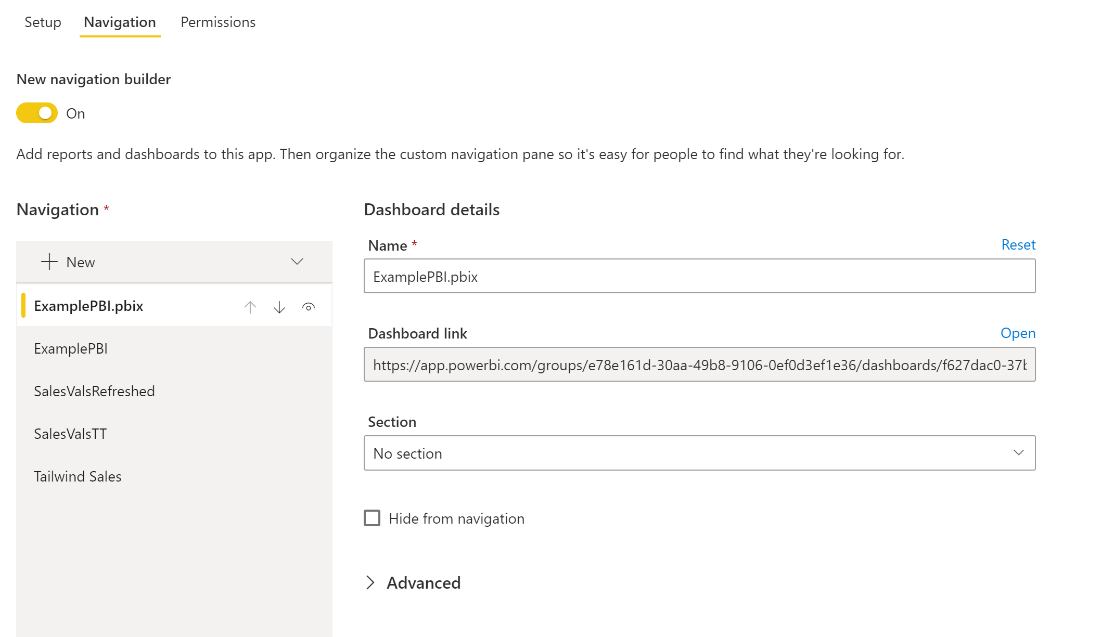 Setup Navigation Permissions
New navigation builder
On
Add reports and dashboards to this app. Then organize the custom navigation pane so it's easy for people to find what they're looking for.
Navigation *
New
ExamplePBI.pbix
ExamplePBI
SalesValsRefreshed
SalesValsTT
Tailwind Sales
Dashboard details
Name * Reset
ExamplePBI.pbix
Dashboard link Open
https://app.powerbi.com/groups/e78e161d-30aa-49b8-9106-0ef0d3ef1e36/dashboards/f627dac0-37b
Section
No section
Hide from navigation
Advanced